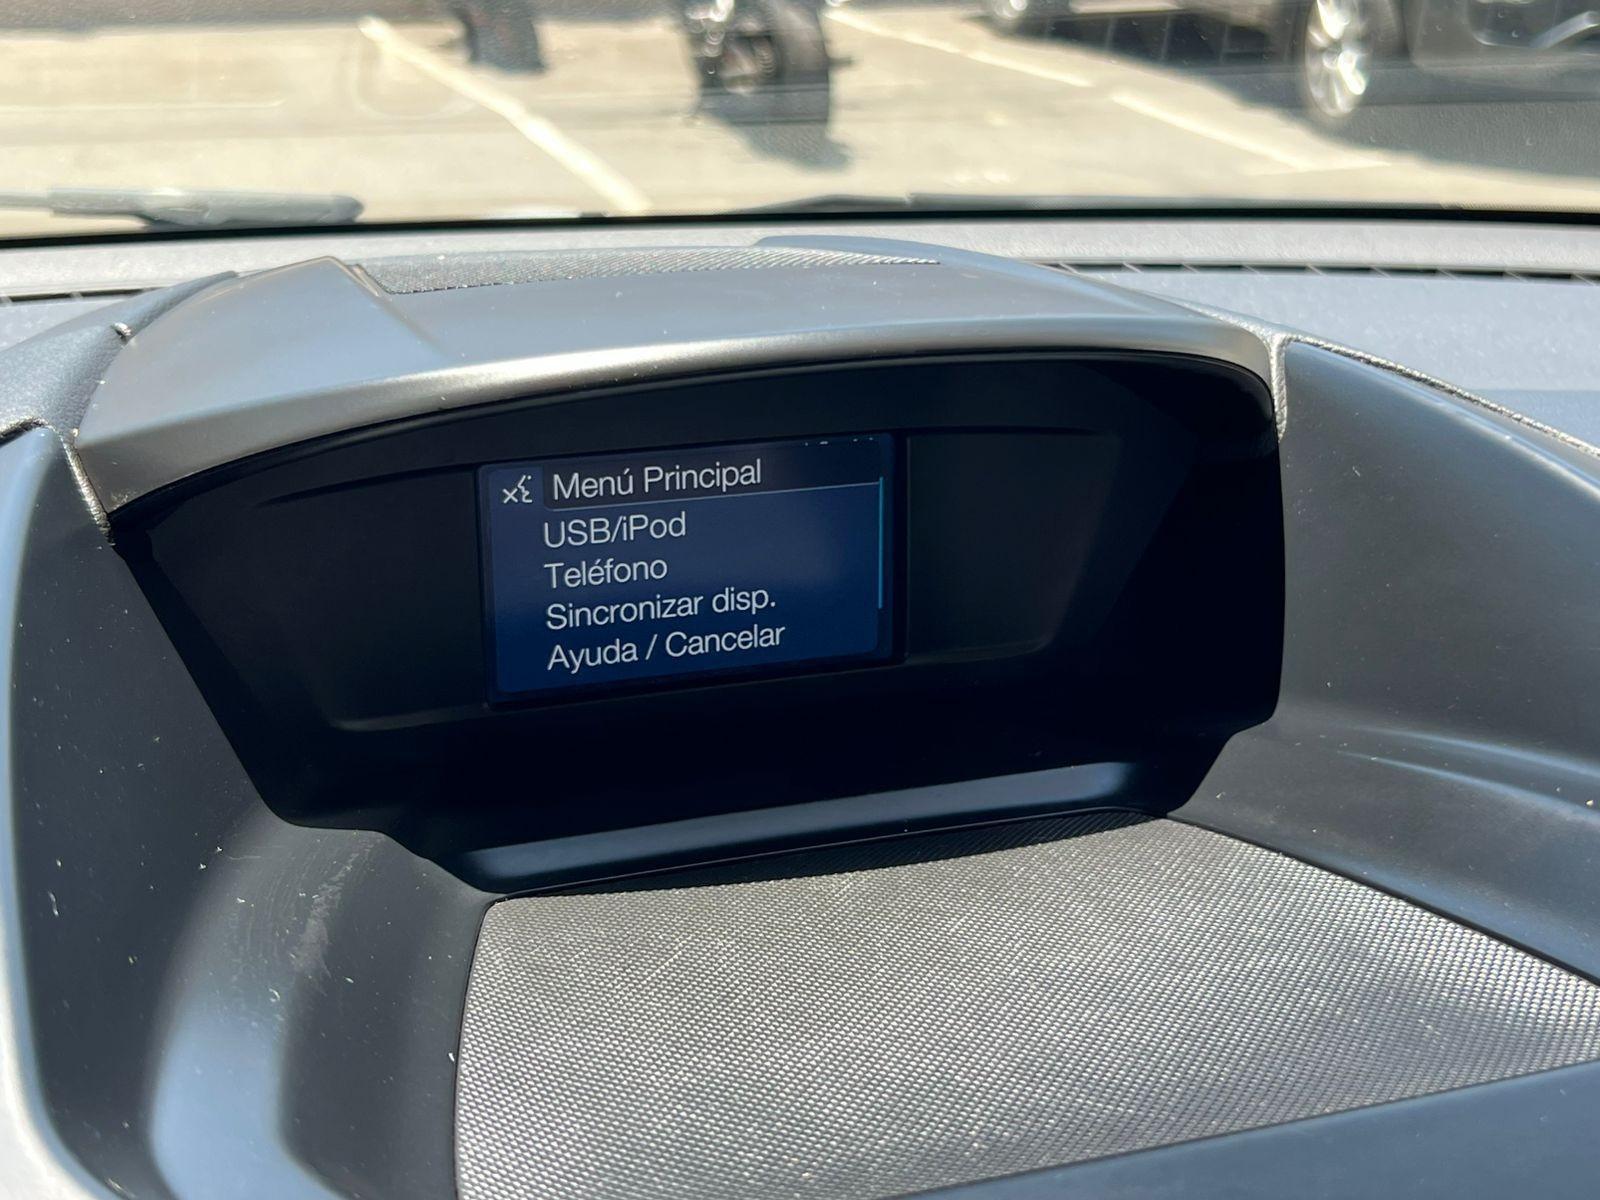 Menú Principal
USB/iPod
Teléfono
Sincronizar disp.
Ayuda / Cancelar